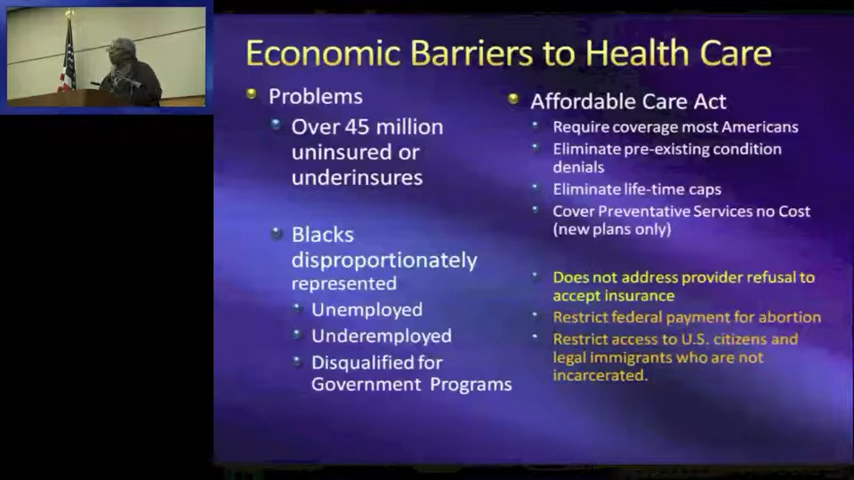 Economic Barriers to Health Care
Problems
Over 45 million
uninsured or
underinsures
Blacks
disproportionately
represented
Unemployed
Underemployed
Disqualified for
Government Programs
Affordable Care Act
Require coverage most Americans
Eliminate pre-existing condition
denials
Eliminate life-time caps
Cover Preventative Services no Cost
(new plans only)
Does not address provider refusal to
accept insurance
Restrict federal payment for abortion
Restrict access to U.S. citizens and
legal immigrants who are not
incarcerated.